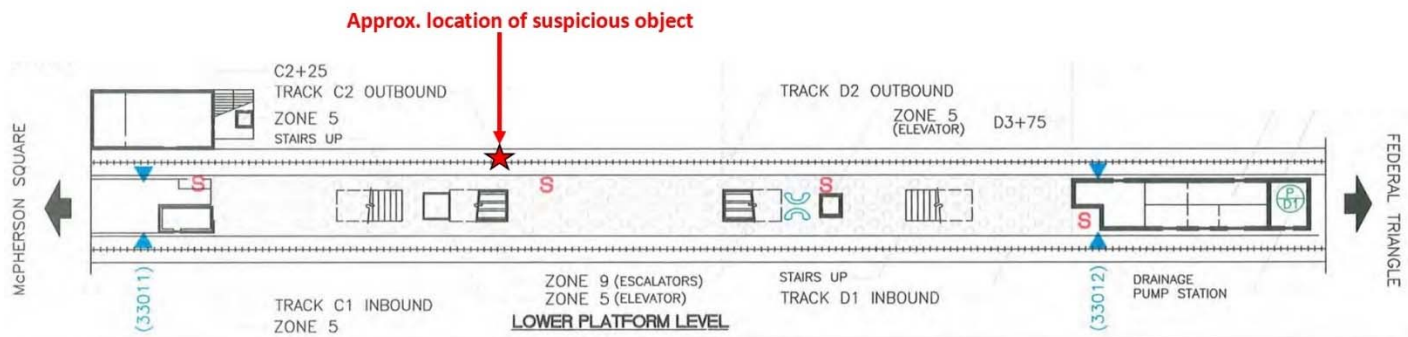 Approx. location of suspicious object
C2+25
TRACK C2 OUTBOUND
ZONE 5
STAIRS UP
TRACK D2 OUTBOUND
ZONE 5
(ELEVATOR)
D3+75
McPHERSON SQUARE
FEDERAL TRIANGLE
S
S
S
S
P
D1
(33011)
(33012)
TRACK C1 INBOUND
ZONE 5
ZONE 9 (ESCALATORS)
ZONE 5 (ELEVATOR)
STAIRS UP
TRACK D1 INBOUND
DRAINAGE
PUMP STATION
LOWER PLATFORM LEVEL